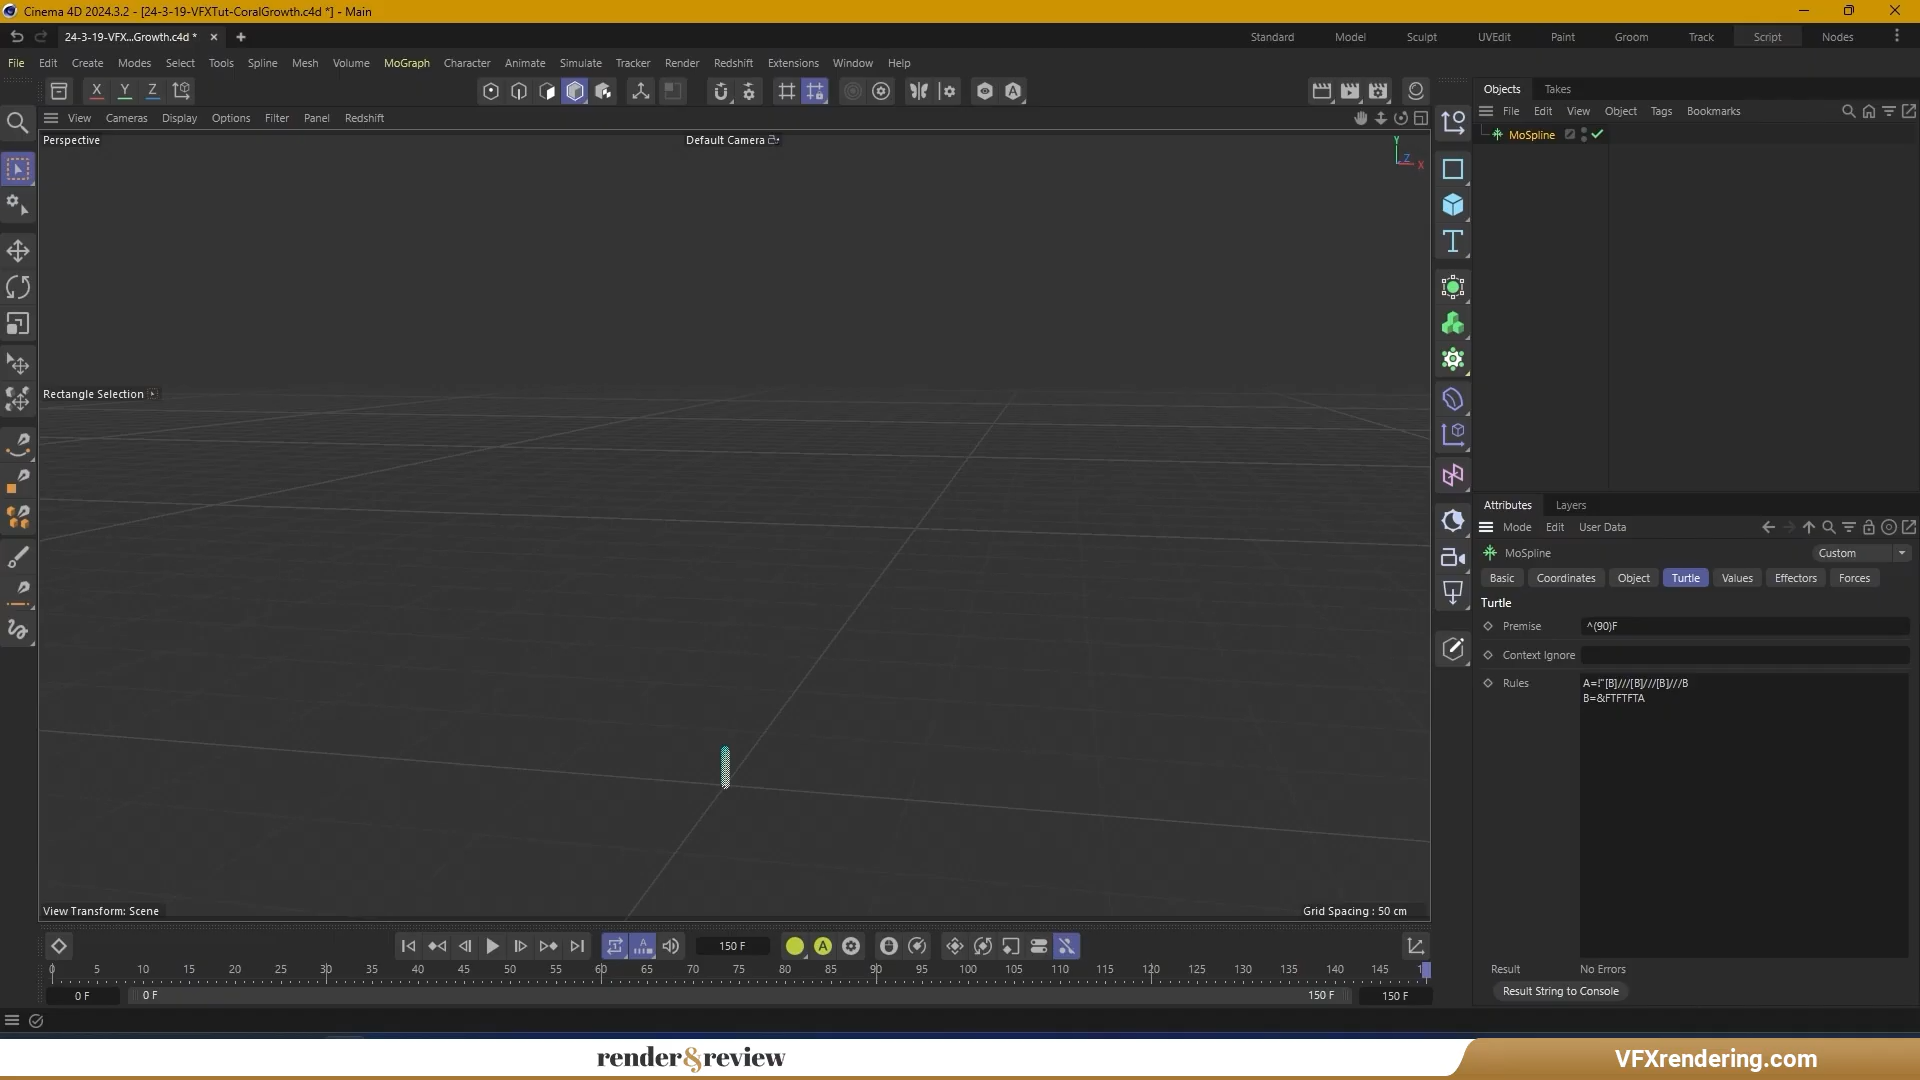 Cinema 4D 2024.3.2 - [24-3-19-VFXTut-CoralGrowth.c4d *] - Main
24-3-19-VFX...Growth.c4d *
Standard Model Sculpt UVEdit Paint Groom Track Script Nodes
File Edit Create Modes Select Tools Spline Mesh Volume MoGraph Character Animate Simulate Tracker Render Redshift Extensions Window Help
X Y Z
Objects Takes
View Cameras Display Options Filter Panel Redshift
File Edit View Object Tags Bookmarks
Perspective
Default Camera
Y
Z
X
MoSpline
Rectangle Selection
Attributes Layers
Mode Edit User Data
MoSpline
Custom
Basic Coordinates Object Turtle Values Effectors Forces
Turtle
Premise ^(90)F
Context Ignore
Rules
A=!"[B]///[B]///[B]///B
B=&FTFTFTA
View Transform: Scene
Grid Spacing : 50 cm
150 F
0 5 10 15 20 25 30 35 40 45 50 55 60 65 70 75 80 85 90 95 100 105 110 115 120 125 130 135 140 145
0 F
0 F
150 F
150 F
Result No Errors
Result String to Console
render&review
VFXrendering.com